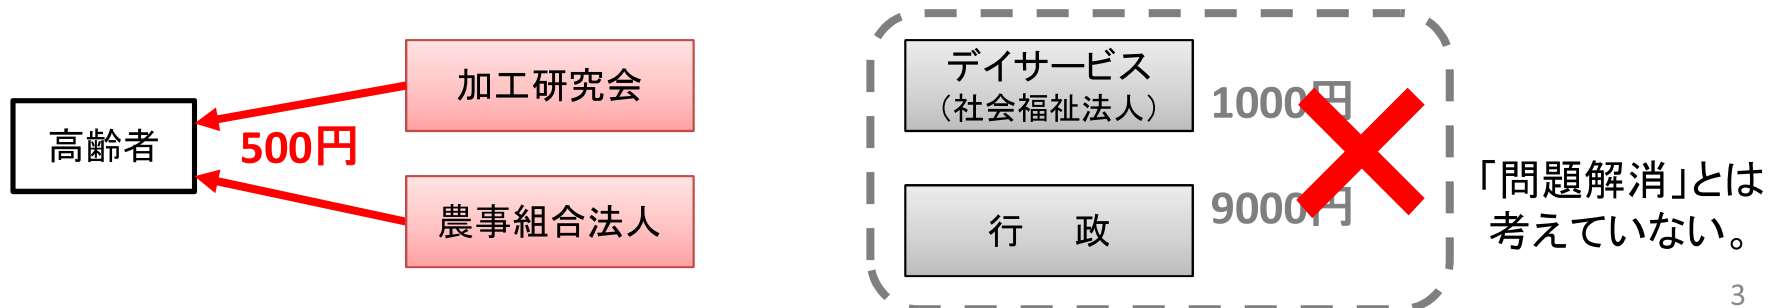 高齢者
500円
加工研究会
農事組合法人
デイサービス
（社会福祉法人）
1000円
行　政
9000円
「問題解消」とは
考えていない。
3